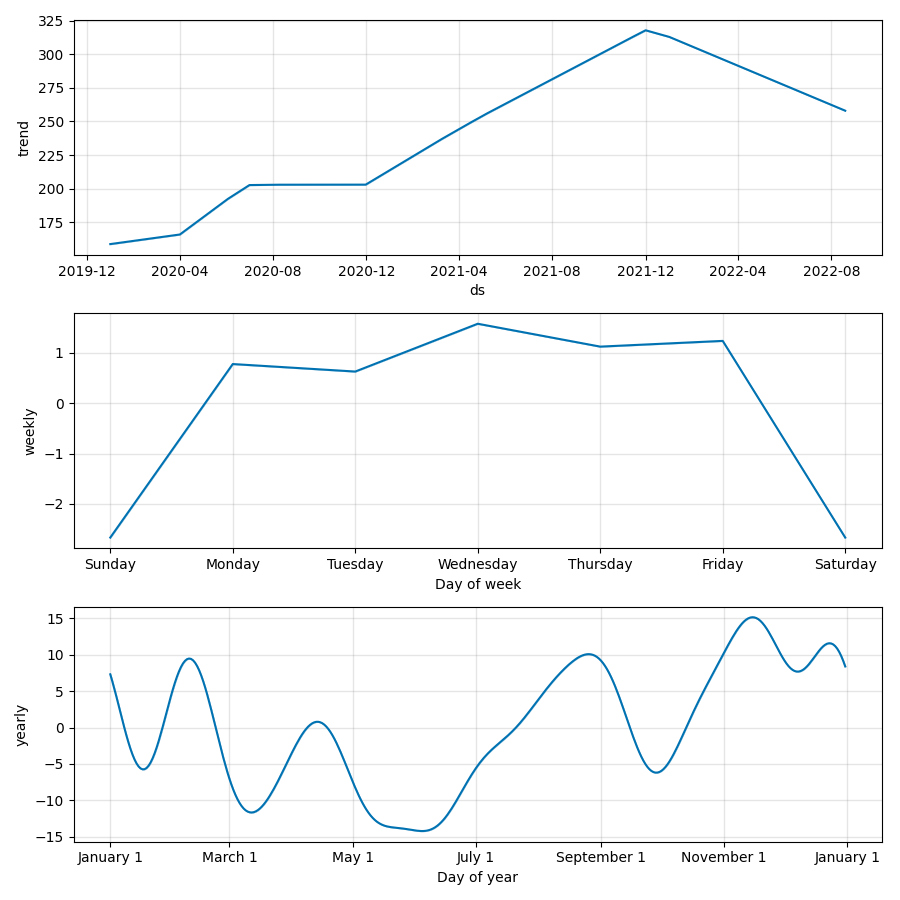 325
300
275
250
225
200
175
trend
2019-12 2020-04 2020-08 2020-12 2021-04 2021-08 2021-12 2022-04 2022-08
ds
1
0
−1
−2
weekly
Sunday Monday Tuesday Wednesday Thursday Friday Saturday
Day of week
15
10
5
0
−5
−10
−15
yearly
January 1 March 1 May 1 July 1 September 1 November 1 January 1
Day of year